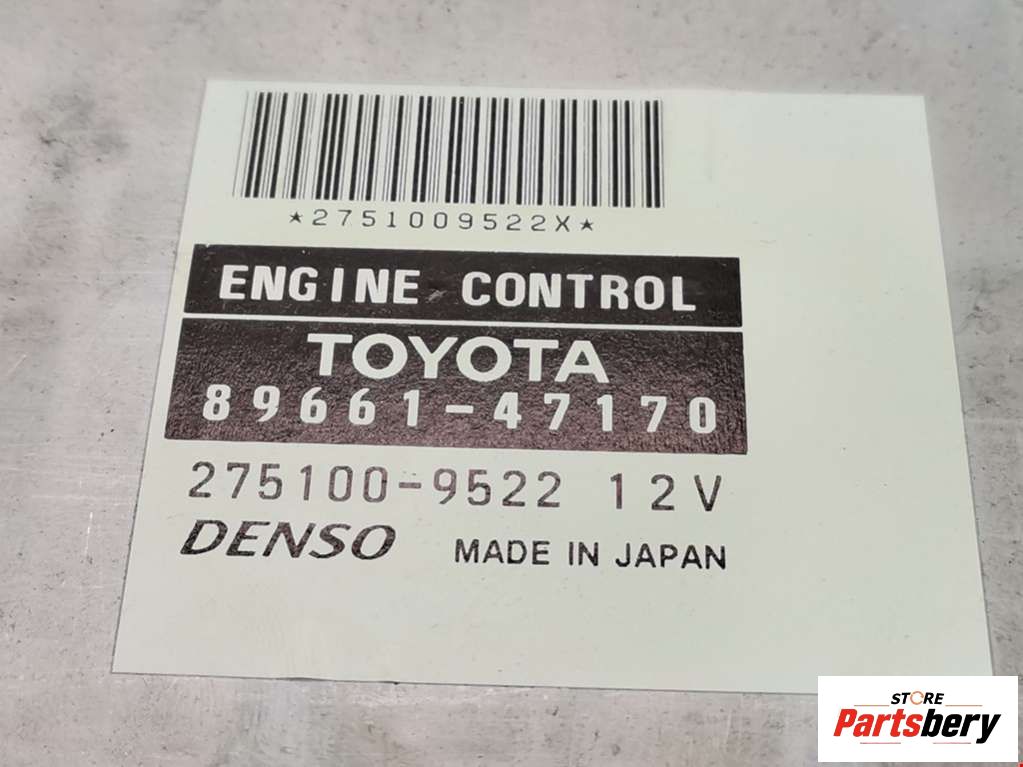 *2751009522X*
ENGINE CONTROL
TOYOTA
89661-47170
275100-9522 12V
DENSO MADE IN JAPAN
STORE
Partsbery